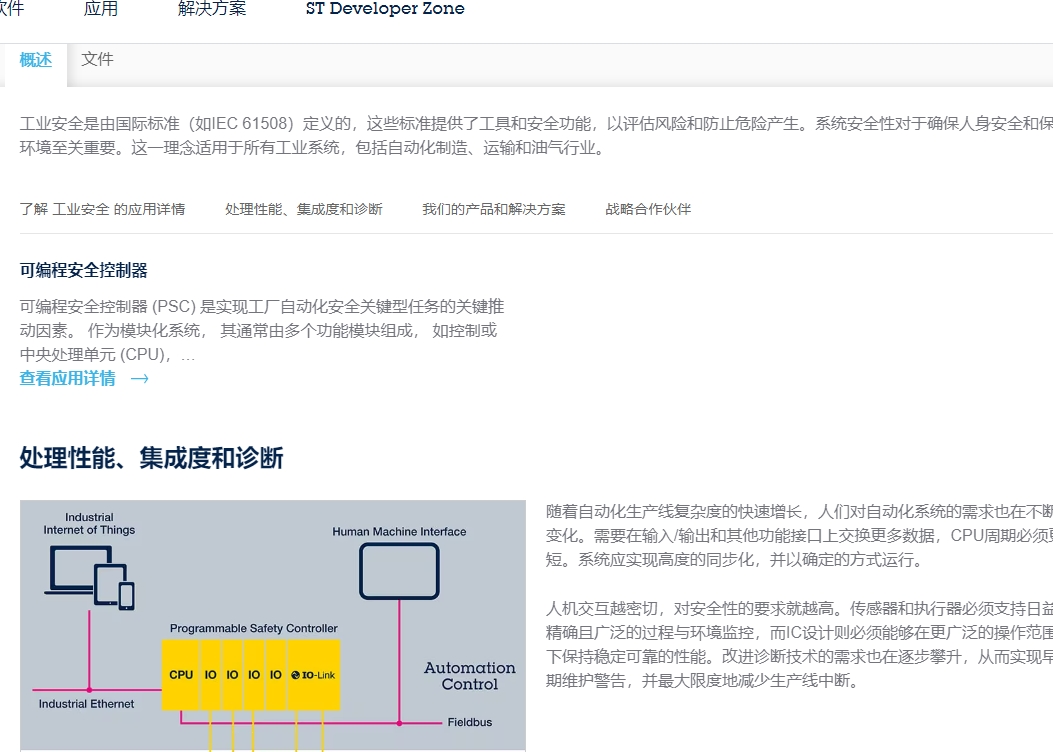 软件 应用 解决方案 ST Developer Zone
概述 文件
工业安全是由国际标准（如IEC 61508）定义的，这些标准提供了工具和安全功能，以评估风险和防止危险产生。系统安全性对于确保人身安全和保
环境至关重要。这一理念适用于所有工业系统，包括自动化制造、运输和油气行业。
了解 工业安全 的应用详情 处理性能、集成度和诊断 我们的产品和解决方案 战略合作伙伴
可编程安全控制器
可编程安全控制器 (PSC) 是实现工厂自动化安全关键型任务的关键推
动因素。 作为模块化系统， 其通常由多个功能模块组成， 如控制或
中央处理单元 (CPU)，…
查看应用详情 →
处理性能、集成度和诊断
Industrial
Internet of Things
Human Machine Interface
Programmable Safety Controller
CPU IO IO IO IO IO-Link
Automation
Control
Industrial Ethernet
Fieldbus
随着自动化生产线复杂度的快速增长，人们对自动化系统的需求也在不断
变化。需要在输入/输出和其他功能接口上交换更多数据，CPU周期必须更
短。系统应实现高度的同步化，并以确定的方式运行。
人机交互越密切，对安全性的要求就越高。传感器和执行器必须支持日益
精确且广泛的过程与环境监控，而IC设计则必须能够在更广泛的操作范围
下保持稳定可靠的性能。改进诊断技术的需求也在逐步攀升，从而实现早
期维护警告，并最大限度地减少生产线中断。